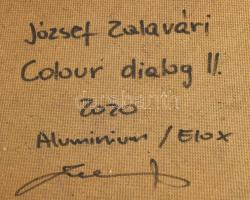 József Zalavári
Colour dialog II.
2020
Aluminium / Elox